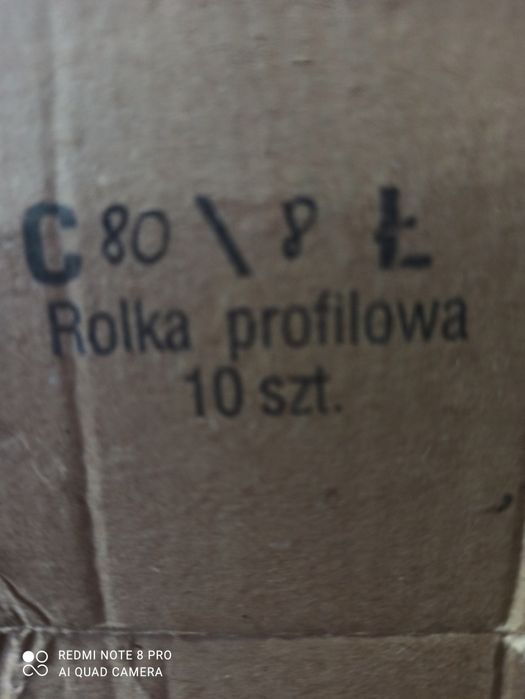 C 80 \ 8 Ł
Rolka profilowa
10 szt.
REDMI NOTE 8 PRO
AI QUAD CAMERA